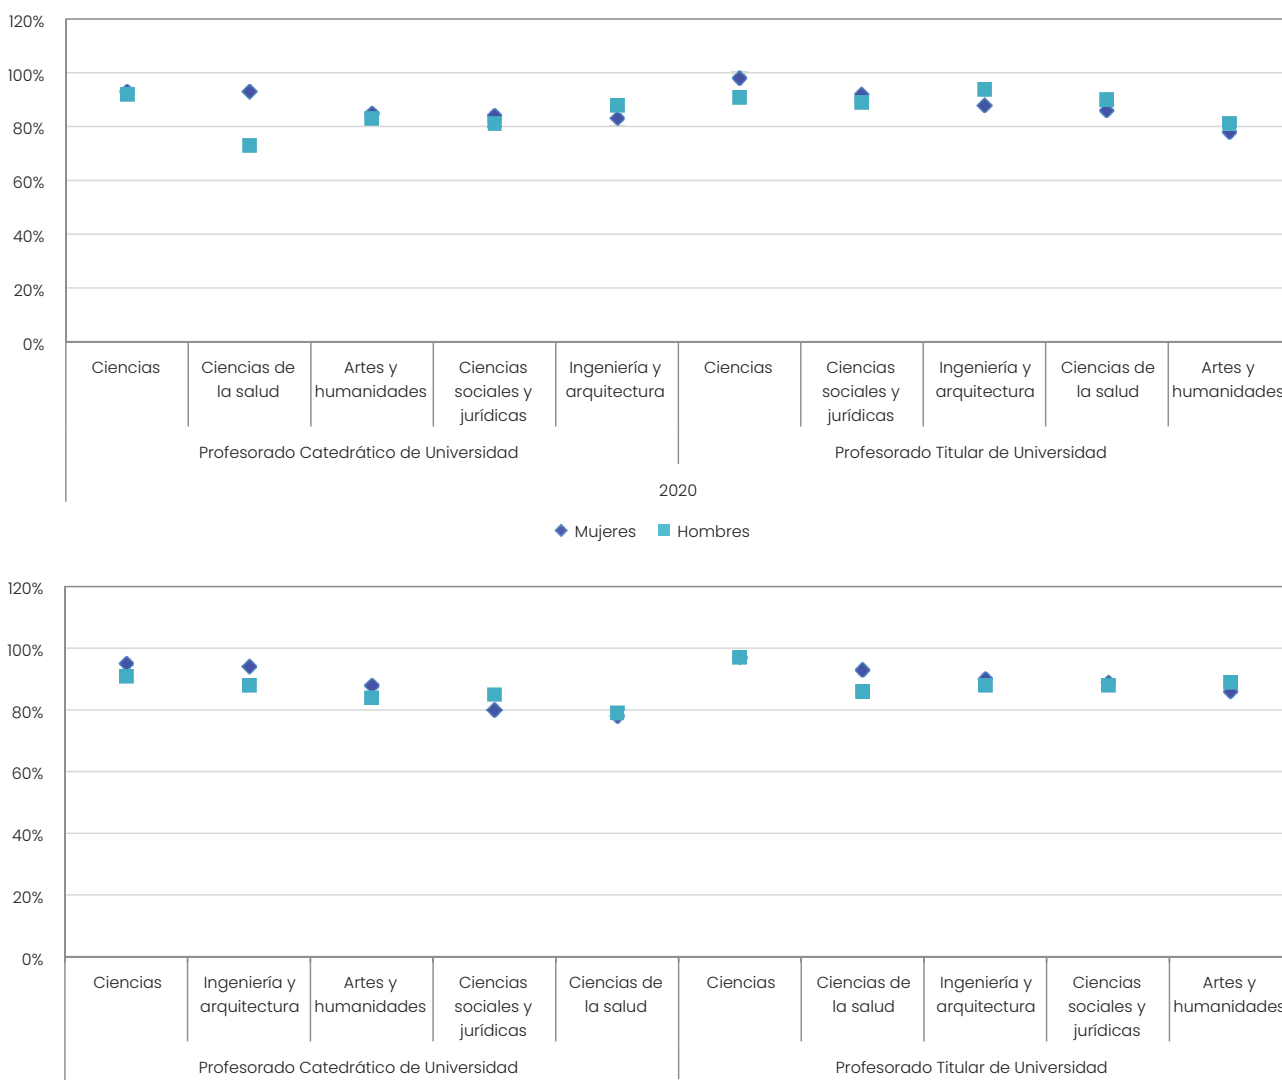 120%
100%
80%
60%
40%
20%
0%
Ciencias
Ciencias de
la salud
Artes y
humanidades
Ciencias
sociales y
jurídicas
Ingeniería y
arquitectura
Ciencias
Ciencias
sociales y
jurídicas
Ingeniería y
arquitectura
Ciencias de
la salud
Artes y
humanidades
Profesorado Catedrático de Universidad
Profesorado Titular de Universidad
2020
Mujeres
Hombres
120%
100%
80%
60%
40%
20%
0%
Ciencias
Ingeniería y
arquitectura
Artes y
humanidades
Ciencias
sociales y
jurídicas
Ciencias de
la salud
Ciencias
Ciencias de
la salud
Ingeniería y
arquitectura
Ciencias
sociales y
jurídicas
Artes y
humanidades
Profesorado Catedrático de Universidad
Profesorado Titular de Universidad